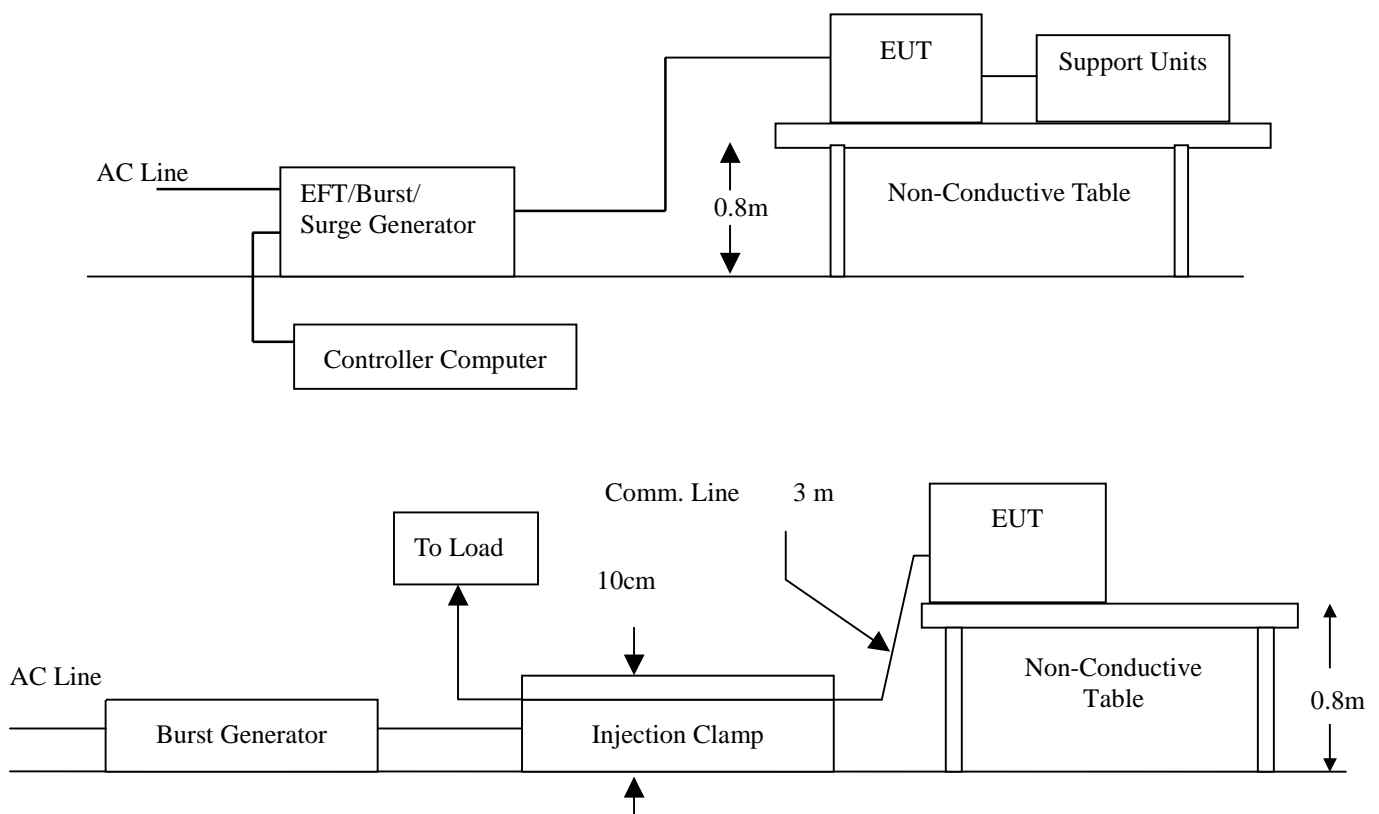 EUT
Support Units
AC Line
EFT/Burst/
Surge Generator
0.8m
Non-Conductive Table
Controller Computer
Comm. Line 3 m
EUT
To Load
10cm
AC Line
Burst Generator
Injection Clamp
Non-Conductive
Table
0.8m